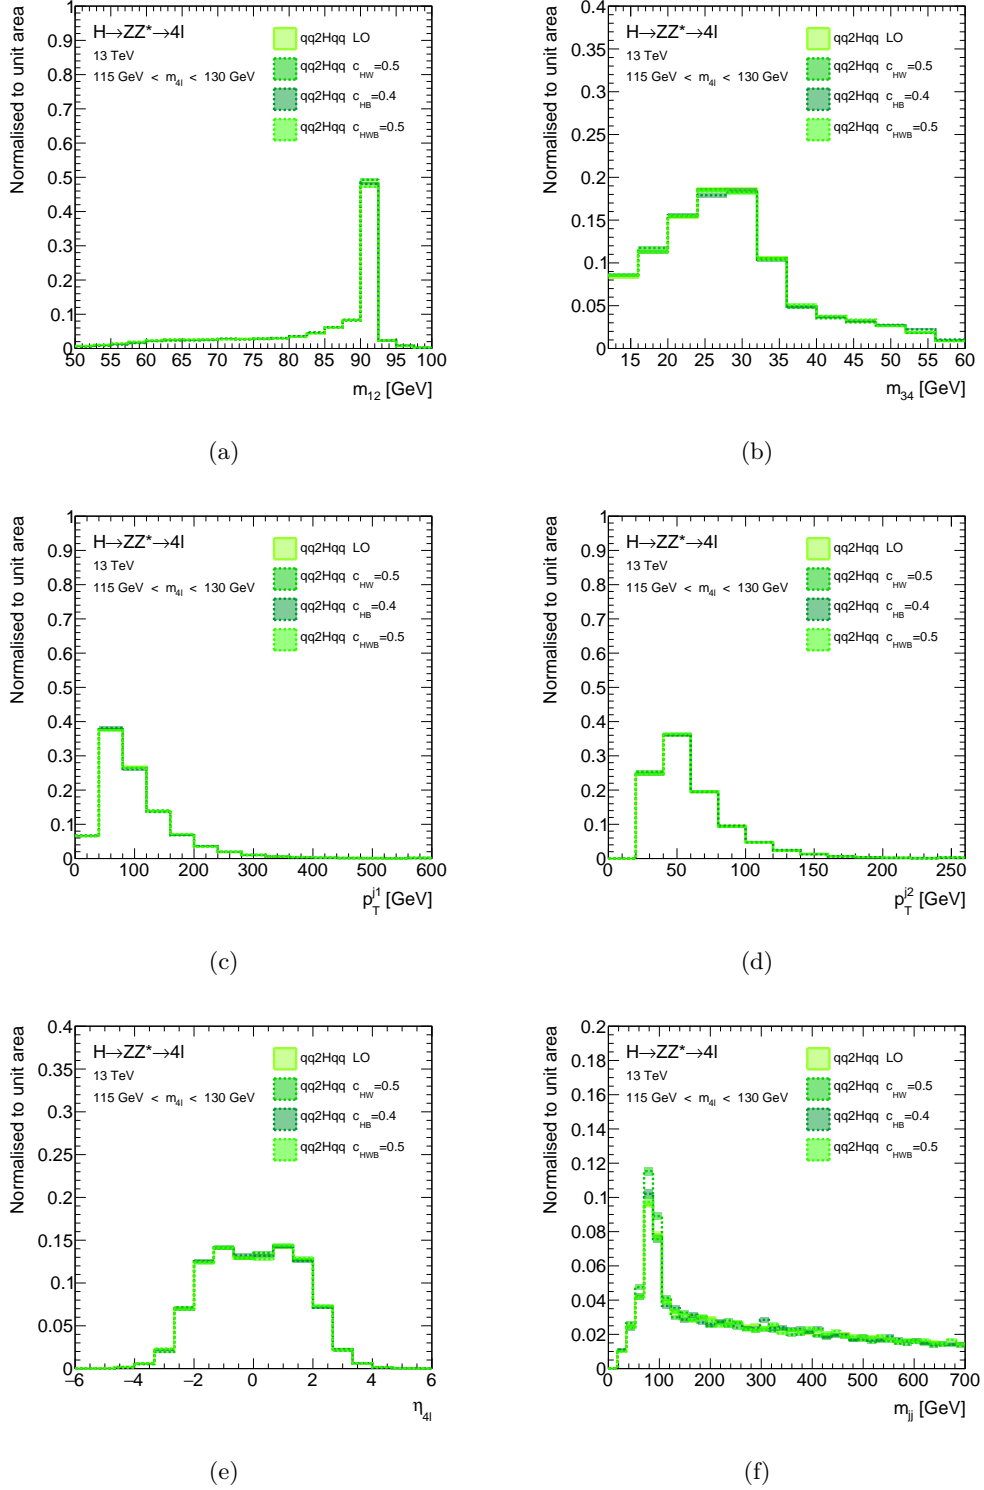 Normalised to unit area
1
0.9
0.8
0.7
0.6
0.5
0.4
0.3
0.2
0.1
0
H→ZZ*→4l
13 TeV
115 GeV < m4l < 130 GeV
qq2Hqq LO
qq2Hqq cHW=0.5
qq2Hqq cHB=0.4
qq2Hqq cHWB=0.5
50 55 60 65 70 75 80 85 90 95 100
m12 [GeV]
(a)
Normalised to unit area
0.4
0.35
0.3
0.25
0.2
0.15
0.1
0.05
0
H→ZZ*→4l
13 TeV
115 GeV < m4l < 130 GeV
qq2Hqq LO
qq2Hqq cHW=0.5
qq2Hqq cHB=0.4
qq2Hqq cHWB=0.5
15 20 25 30 35 40 45 50 55 60
m34 [GeV]
(b)
Normalised to unit area
1
0.9
0.8
0.7
0.6
0.5
0.4
0.3
0.2
0.1
0
H→ZZ*→4l
13 TeV
115 GeV < m4l < 130 GeV
qq2Hqq LO
qq2Hqq cHW=0.5
qq2Hqq cHB=0.4
qq2Hqq cHWB=0.5
0 100 200 300 400 500 600
pTj1 [GeV]
(c)
Normalised to unit area
1
0.9
0.8
0.7
0.6
0.5
0.4
0.3
0.2
0.1
0
H→ZZ*→4l
13 TeV
115 GeV < m4l < 130 GeV
qq2Hqq LO
qq2Hqq cHW=0.5
qq2Hqq cHB=0.4
qq2Hqq cHWB=0.5
0 50 100 150 200 250
pTj2 [GeV]
(d)
Normalised to unit area
0.4
0.35
0.3
0.25
0.2
0.15
0.1
0.05
0
H→ZZ*→4l
13 TeV
115 GeV < m4l < 130 GeV
qq2Hqq LO
qq2Hqq cHW=0.5
qq2Hqq cHB=0.4
qq2Hqq cHWB=0.5
−6 −4 −2 0 2 4 6
η4l
(e)
Normalised to unit area
0.2
0.18
0.16
0.14
0.12
0.1
0.08
0.06
0.04
0.02
0
H→ZZ*→4l
13 TeV
115 GeV < m4l < 130 GeV
qq2Hqq LO
qq2Hqq cHW=0.5
qq2Hqq cHB=0.4
qq2Hqq cHWB=0.5
0 100 200 300 400 500 600 700
mjj [GeV]
(f)